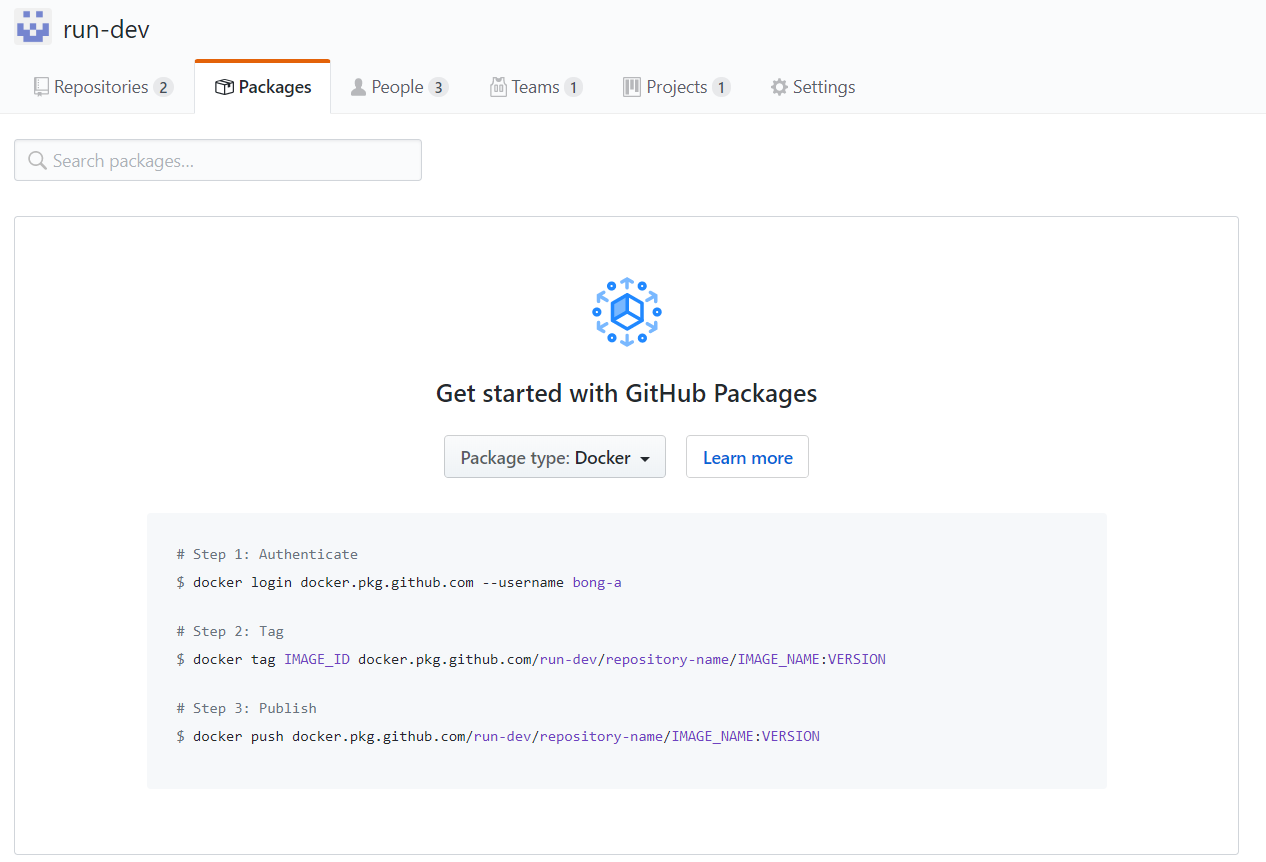 run-dev
Repositories 2 Packages People 3 Teams 1 Projects 1 Settings
Search packages...
Get started with GitHub Packages
Package type: Docker Learn more
# Step 1: Authenticate
$ docker login docker.pkg.github.com --username bong-a
# Step 2: Tag
$ docker tag IMAGE_ID docker.pkg.github.com/run-dev/repository-name/IMAGE_NAME:VERSION
# Step 3: Publish
$ docker push docker.pkg.github.com/run-dev/repository-name/IMAGE_NAME:VERSION